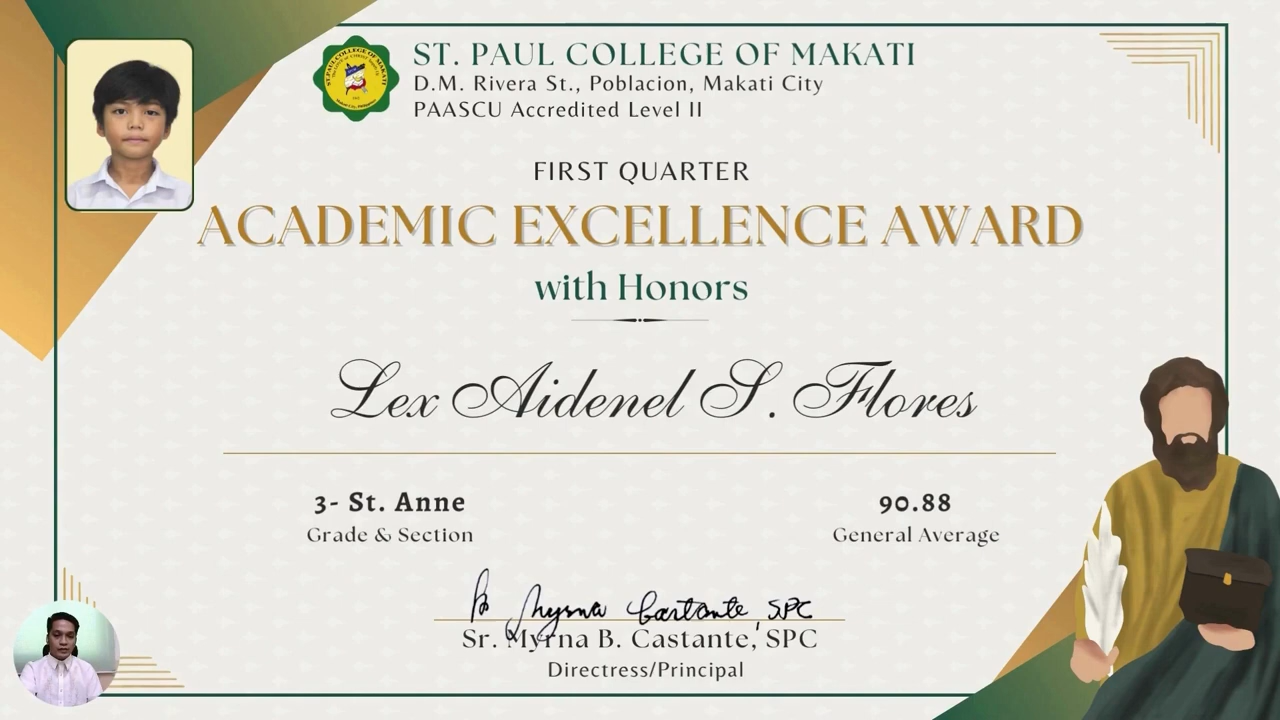 ST. PAUL COLLEGE OF MAKATI
D.M. Rivera St., Poblacion, Makati City
PAASCU Accredited Level II
FIRST QUARTER
ACADEMIC EXCELLENCE AWARD
with Honors
Lex Aidenel S. Flores
3- St. Anne
Grade & Section
90.88
General Average
Myrna Castante, SPC
Sr. Myrna B. Castante, SPC
Directress/Principal